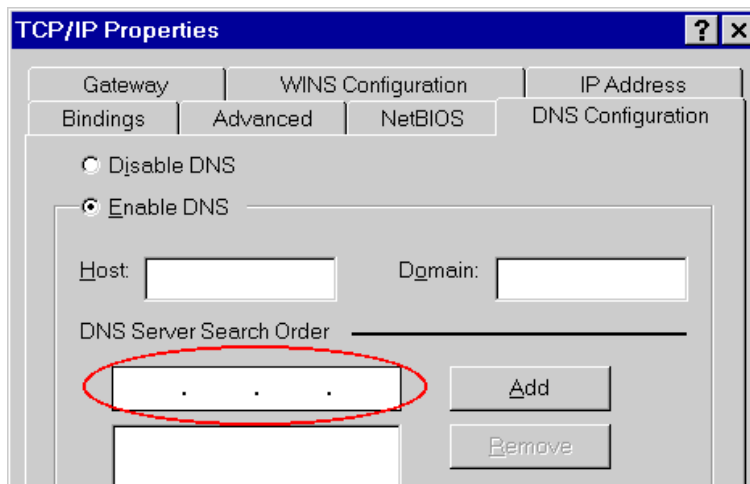 TCP/IP Properties
Gateway WINS Configuration IP Address
Bindings Advanced NetBIOS DNS Configuration
Disable DNS
Enable DNS
Host: Domain:
DNS Server Search Order
. . . Add
Remove